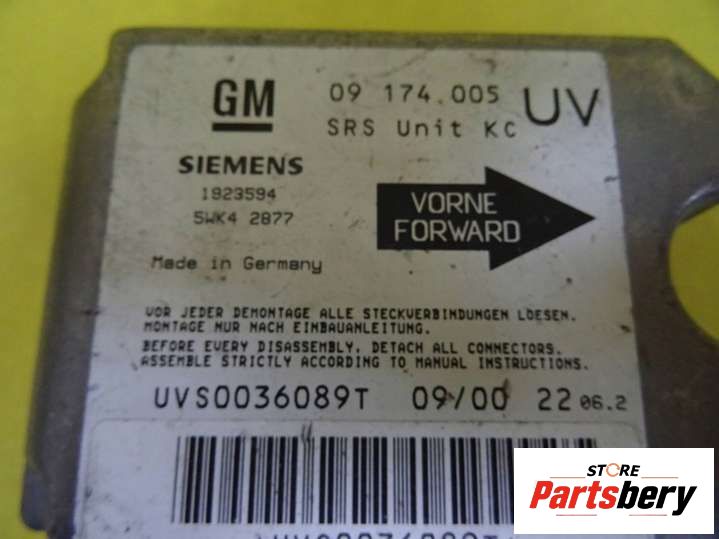 GM 09 174.005 UV
SRS Unit KC
SIEMENS
1923594
5WK4 2877
VORNE
FORWARD
Made in Germany
VOR JEDER DEMONTAGE ALLE STECKVERBINDUNGEN LOESEN.
MONTAGE NUR NACH EINBAUANLEITUNG.
BEFORE EVERY DISASSEMBLY, DETACH ALL CONNECTORS.
ASSEMBLE STRICTLY ACCORDING TO MANUAL INSTRUCTIONS.
UVS0036089T 09/00 22 06.2
STORE
Partsbery